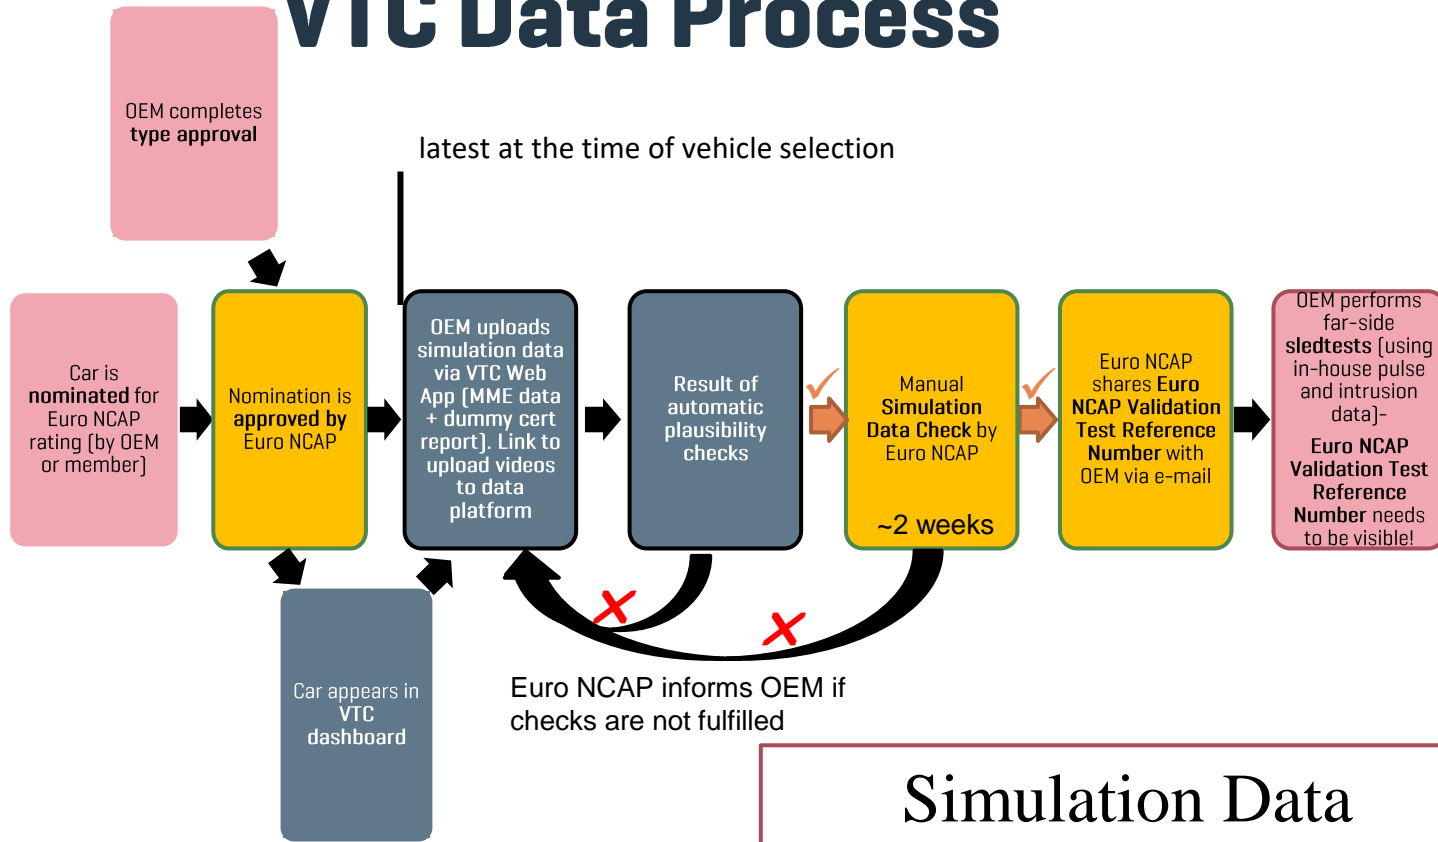 VTC Data Process
OEM completes
type approval
latest at the time of vehicle selection
Car is
nominated for
Euro NCAP
rating (by OEM
or member)
Nomination is
approved by
Euro NCAP
OEM uploads
simulation data
via VTC Web
App (MME data
+ dummy cert
report). Link to
upload videos
to data
platform
Result of
automatic
plausibility
checks
Manual
Simulation
Data Check by
Euro NCAP
~2 weeks
Euro NCAP
shares Euro
NCAP Validation
Test Reference
Number with
OEM via e-mail
OEM performs
far-side
sledtests (using
in-house pulse
and intrusion
data)-
Euro NCAP
Validation Test
Reference
Number needs
to be visible!
Car appears in
VTC
dashboard
Euro NCAP informs OEM if
checks are not fulfilled
Simulation Data